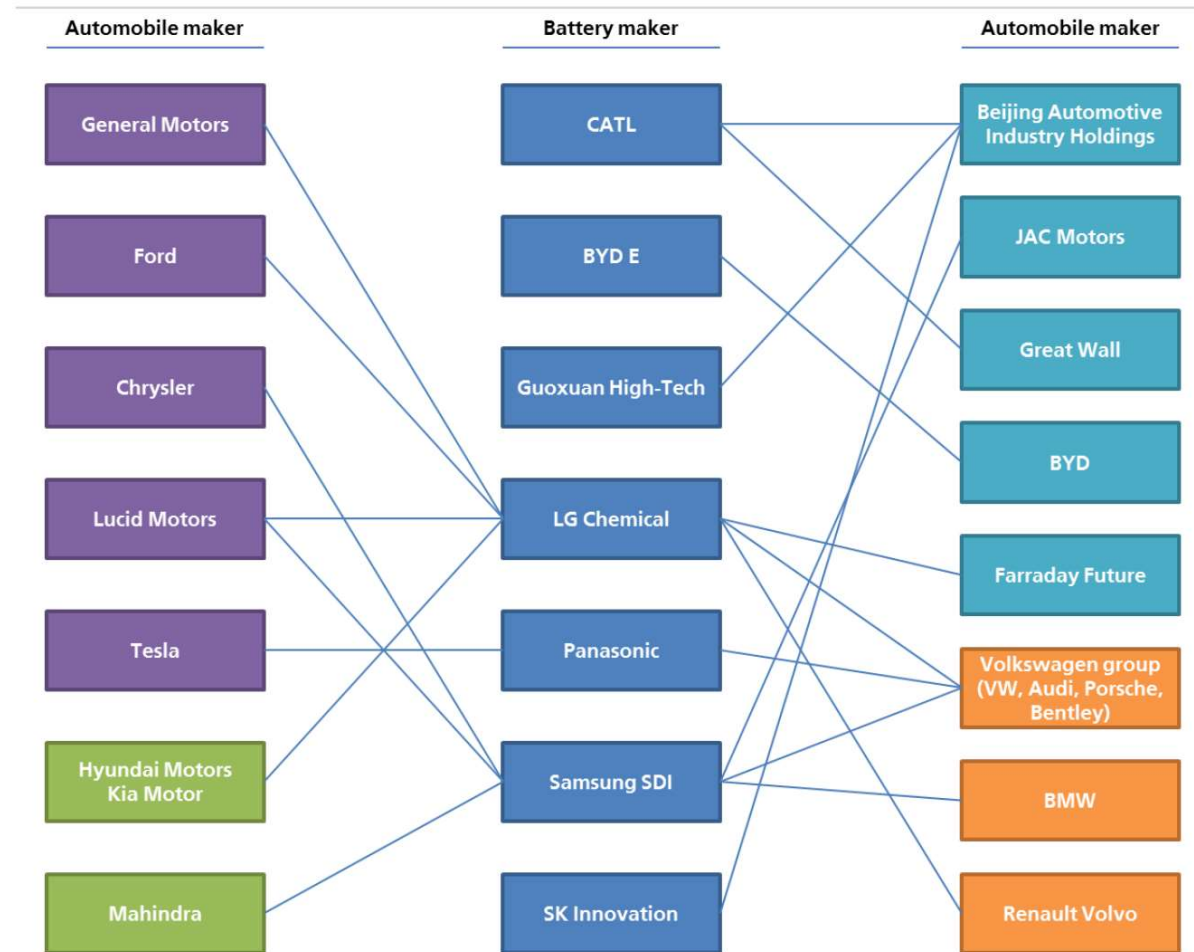 Automobile maker
Battery maker
Automobile maker
General Motors
CATL
Beijing Automotive
Industry Holdings
Ford
BYD E
JAC Motors
Chrysler
Guoxuan High-Tech
Great Wall
Lucid Motors
LG Chemical
BYD
Tesla
Panasonic
Farraday Future
Hyundai Motors
Kia Motor
Samsung SDI
Volkswagen group
(VW, Audi, Porsche,
Bentley)
BMW
Mahindra
SK Innovation
Renault Volvo